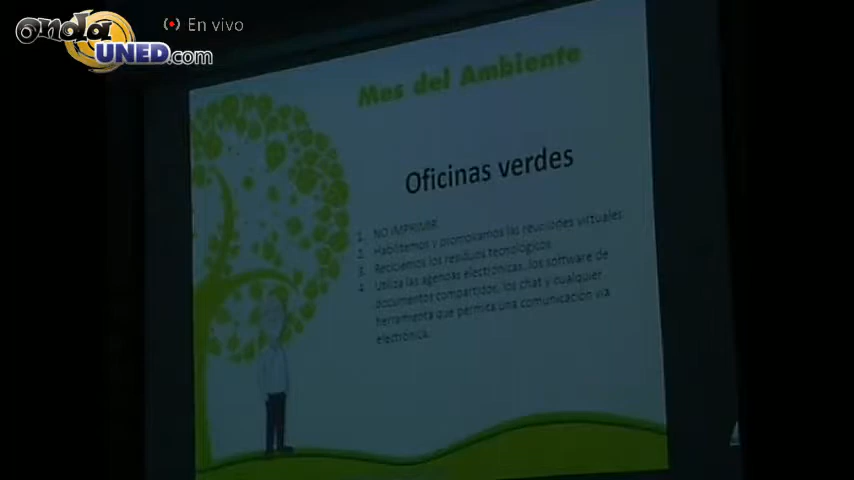 onda UNED.com
En vivo
Mes del Ambiente
Oficinas verdes
1. NO IMPRIMIR
2. Habilitemos y promovamos las reuniones virtuales
3. Reciclemos los residuos tecnológicos
4. Utiliza las agendas electrónicas, los software de
documentos compartidos, los chat y cualquier
herramienta que permita una comunicación vía
electrónica.